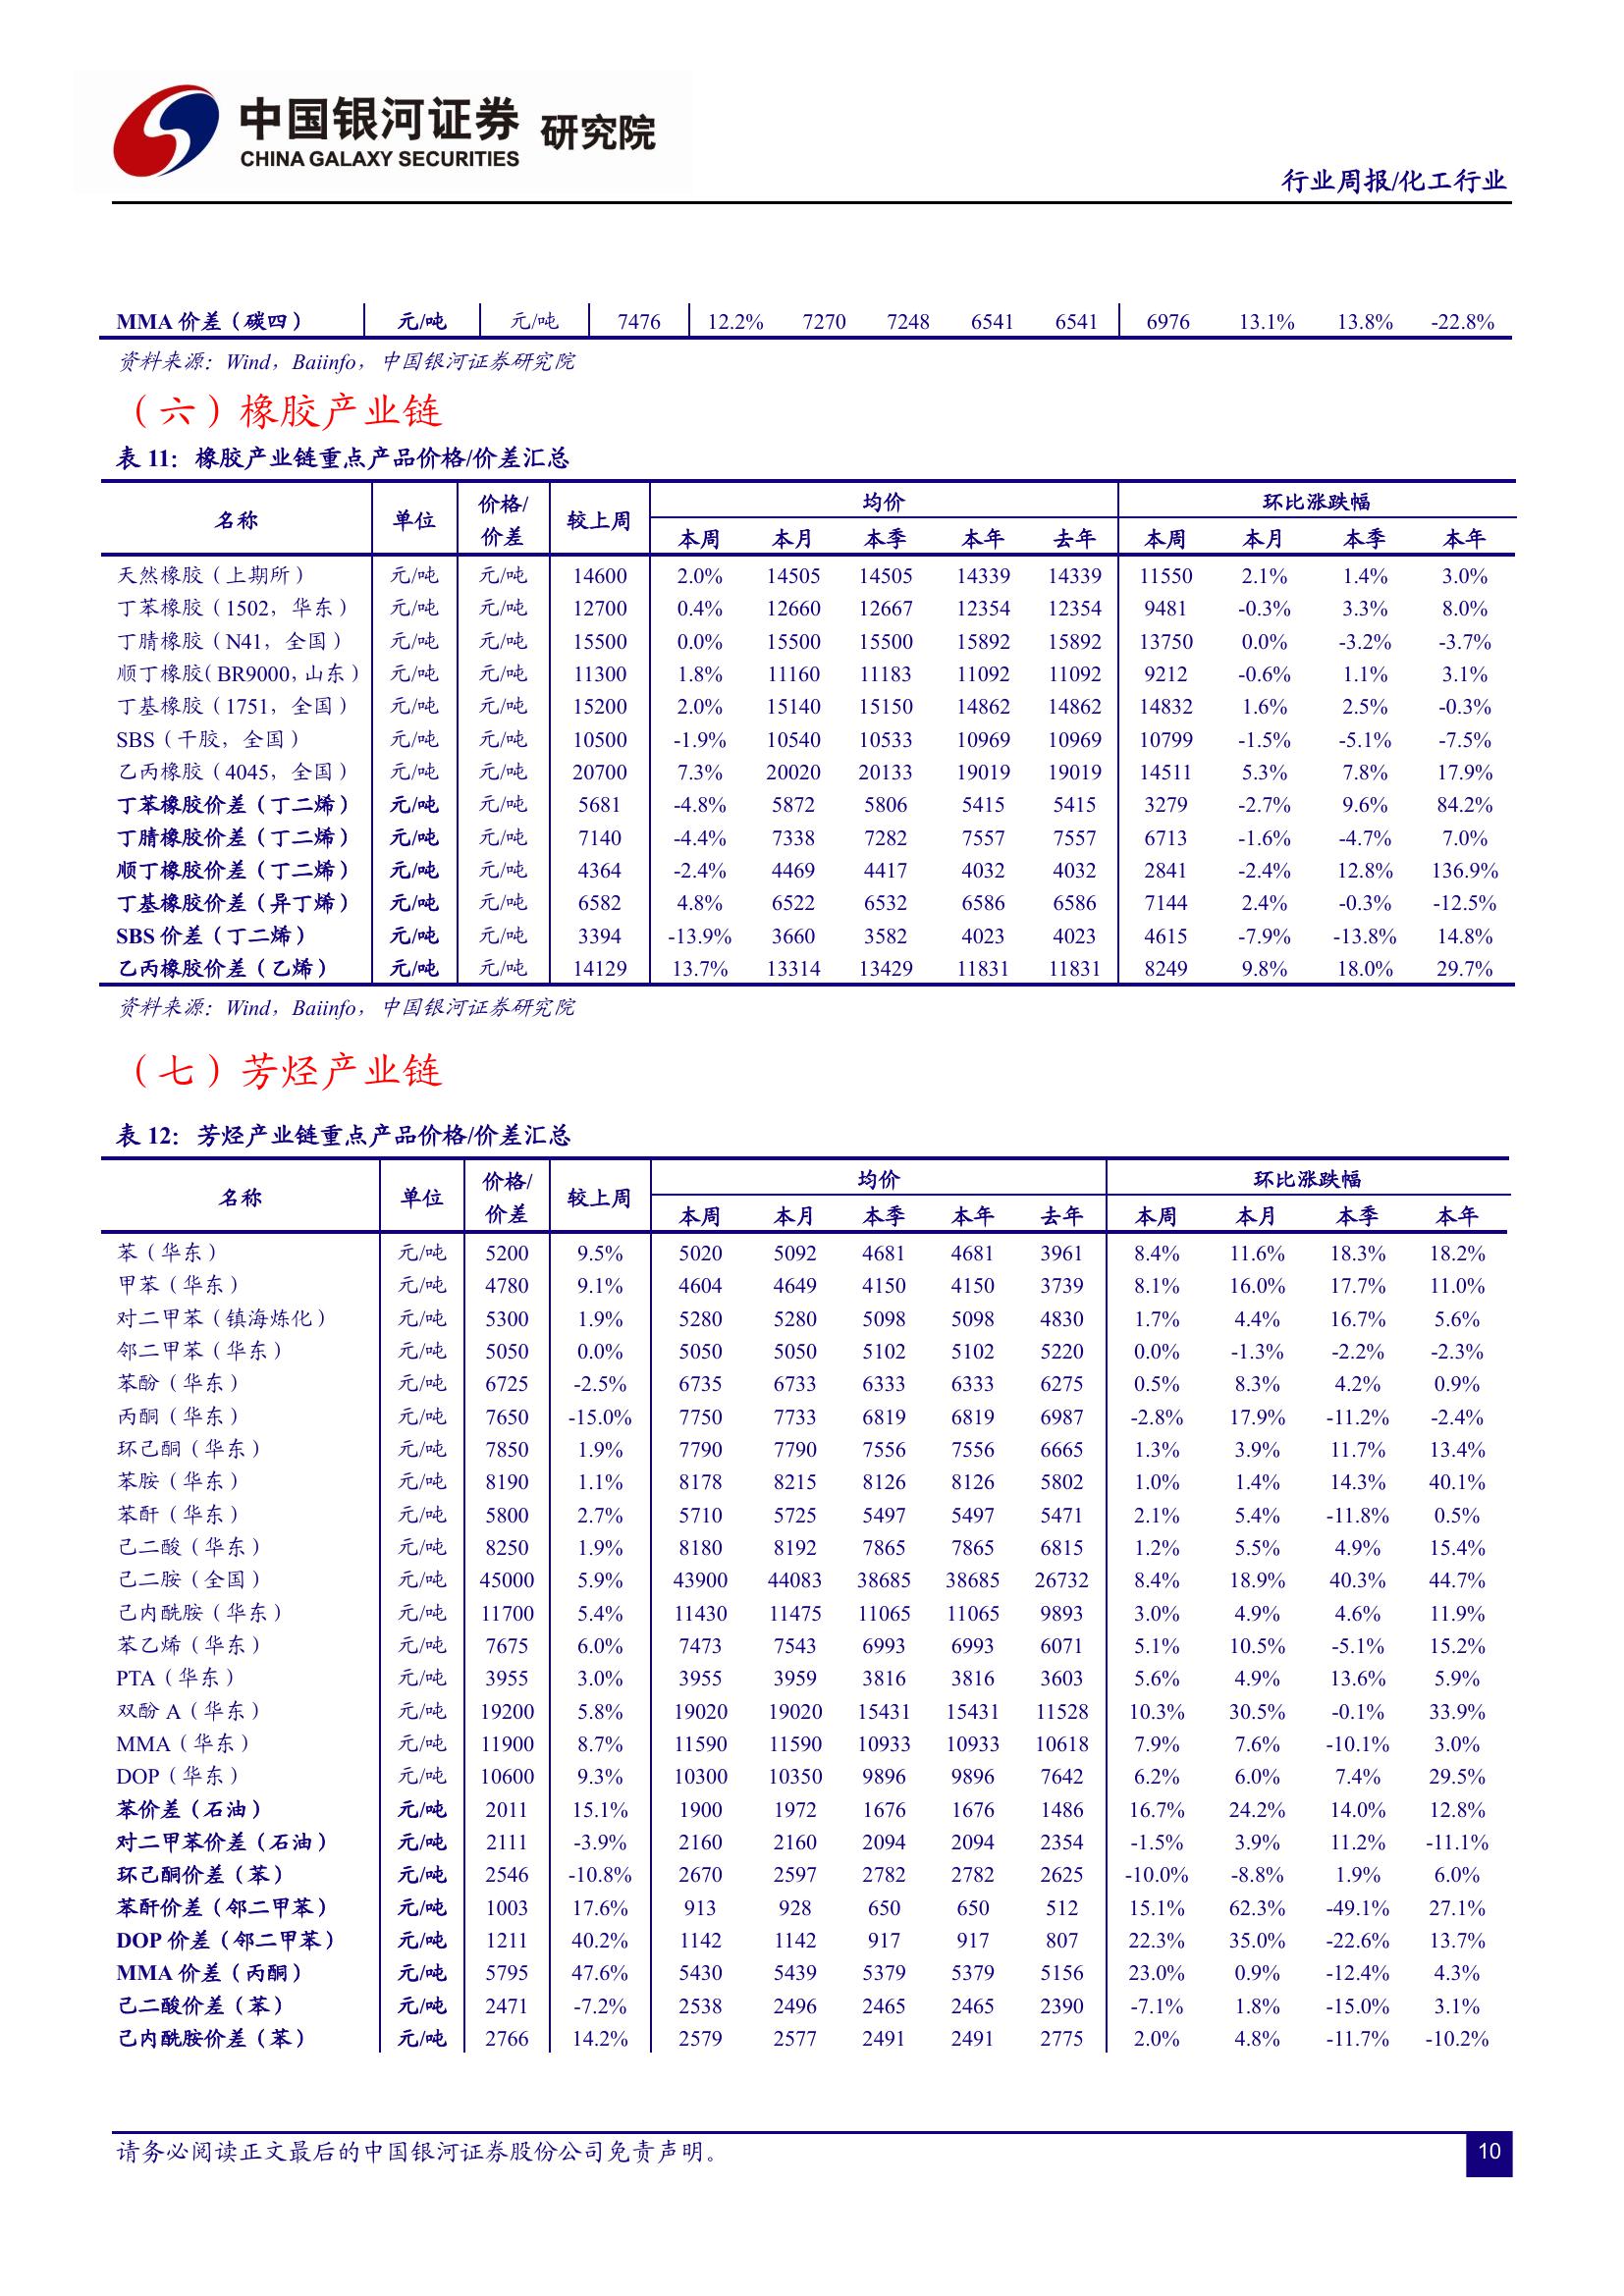 中国银河证券 研究院
CHINA GALAXY SECURITIES
行业周报/化工行业
MMA 价差（碳四） 元/吨 元/吨 7476 12.2% 7270 7248 6541 6541 6976 13.1% 13.8% -22.8%
资料来源：Wind，Baiinfo，中国银河证券研究院
（六）橡胶产业链
表 11：橡胶产业链重点产品价格/价差汇总
名称 单位 价格/价差 较上周 均价 环比涨跌幅
本周 本月 本季 本年 去年 本周 本月 本季 本年
天然橡胶（上期所） 元/吨 元/吨 14600 2.0% 14505 14505 14339 14339 11550 2.1% 1.4% 3.0%
丁苯橡胶（1502，华东） 元/吨 元/吨 12700 0.4% 12660 12667 12354 12354 9481 -0.3% 3.3% 8.0%
丁腈橡胶（N41，全国） 元/吨 元/吨 15500 0.0% 15500 15500 15892 15892 13750 0.0% -3.2% -3.7%
顺丁橡胶（BR9000，山东） 元/吨 元/吨 11300 1.8% 11160 11183 11092 11092 9212 -0.6% 1.1% 3.1%
丁基橡胶（1751，全国） 元/吨 元/吨 15200 2.0% 15140 15150 14862 14862 14832 1.6% 2.5% -0.3%
SBS（干胶，全国） 元/吨 元/吨 10500 -1.9% 10540 10533 10969 10969 10799 -1.5% -5.1% -7.5%
乙丙橡胶（4045，全国） 元/吨 元/吨 20700 7.3% 20020 20133 19019 19019 14511 5.3% 7.8% 17.9%
丁苯橡胶价差（丁二烯） 元/吨 元/吨 5681 -4.8% 5872 5806 5415 5415 3279 -2.7% 9.6% 84.2%
丁腈橡胶价差（丁二烯） 元/吨 元/吨 7140 -4.4% 7338 7282 7557 7557 6713 -1.6% -4.7% 7.0%
顺丁橡胶价差（丁二烯） 元/吨 元/吨 4364 -2.4% 4469 4417 4032 4032 2841 -2.4% 12.8% 136.9%
丁基橡胶价差（异丁烯） 元/吨 元/吨 6582 4.8% 6522 6532 6586 6586 7144 2.4% -0.3% -12.5%
SBS 价差（丁二烯） 元/吨 元/吨 3394 -13.9% 3660 3582 4023 4023 4615 -7.9% -13.8% 14.8%
乙丙橡胶价差（乙烯） 元/吨 元/吨 14129 13.7% 13314 13429 11831 11831 8249 9.8% 18.0% 29.7%
资料来源：Wind，Baiinfo，中国银河证券研究院
（七）芳烃产业链
表 12：芳烃产业链重点产品价格/价差汇总
名称 单位 价格/价差 较上周 均价 环比涨跌幅
本周 本月 本季 本年 去年 本周 本月 本季 本年
苯（华东） 元/吨 5200 9.5% 5020 5092 4681 4681 3961 8.4% 11.6% 18.3% 18.2%
甲苯（华东） 元/吨 4780 9.1% 4604 4649 4150 4150 3739 8.1% 16.0% 17.7% 11.0%
对二甲苯（镇海炼化） 元/吨 5300 1.9% 5280 5280 5098 5098 4830 1.7% 4.4% 16.7% 5.6%
邻二甲苯（华东） 元/吨 5050 0.0% 5050 5050 5102 5102 5220 0.0% -1.3% -2.2% -2.3%
苯酚（华东） 元/吨 6725 -2.5% 6735 6733 6333 6333 6275 0.5% 8.3% 4.2% 0.9%
丙酮（华东） 元/吨 7650 -15.0% 7750 7733 6819 6819 6987 -2.8% 17.9% -11.2% -2.4%
环己酮（华东） 元/吨 7850 1.9% 7790 7790 7556 7556 6665 1.3% 3.9% 11.7% 13.4%
苯胺（华东） 元/吨 8190 1.1% 8178 8215 8126 8126 5802 1.0% 1.4% 14.3% 40.1%
苯酐（华东） 元/吨 5800 2.7% 5710 5725 5497 5497 5471 2.1% 5.4% -11.8% 0.5%
己二酸（华东） 元/吨 8250 1.9% 8180 8192 7865 7865 6815 1.2% 5.5% 4.9% 15.4%
己二胺（全国） 元/吨 45000 5.9% 43900 44083 38685 38685 26732 8.4% 18.9% 40.3% 44.7%
己内酰胺（华东） 元/吨 11700 5.4% 11430 11475 11065 11065 9893 3.0% 4.9% 4.6% 11.9%
苯乙烯（华东） 元/吨 7675 6.0% 7473 7543 6993 6993 6071 5.1% 10.5% -5.1% 15.2%
PTA（华东） 元/吨 3955 3.0% 3955 3959 3816 3816 3603 5.6% 4.9% 13.6% 5.9%
双酚 A（华东） 元/吨 19200 5.8% 19020 19020 15431 15431 11528 10.3% 30.5% -0.1% 33.9%
MMA（华东） 元/吨 11900 8.7% 11590 11590 10933 10933 10618 7.9% 7.6% -10.1% 3.0%
DOP（华东） 元/吨 10600 9.3% 10300 10350 9896 9896 7642 6.2% 6.0% 7.4% 29.5%
苯价差（石油） 元/吨 2011 15.1% 1900 1972 1676 1676 1486 16.7% 24.2% 14.0% 12.8%
对二甲苯价差（石油） 元/吨 2111 -3.9% 2160 2160 2094 2094 2354 -1.5% 3.9% 11.2% -11.1%
环己酮价差（苯） 元/吨 2546 -10.8% 2670 2597 2782 2782 2625 -10.0% -8.8% 1.9% 6.0%
苯酐价差（邻二甲苯） 元/吨 1003 17.6% 913 928 650 650 512 15.1% 62.3% -49.1% 27.1%
DOP 价差（邻二甲苯） 元/吨 1211 40.2% 1142 1142 917 917 807 22.3% 35.0% -22.6% 13.7%
MMA 价差（丙酮） 元/吨 5795 47.6% 5430 5439 5379 5379 5156 23.0% 0.9% -12.4% 4.3%
己二酸价差（苯） 元/吨 2471 -7.2% 2538 2496 2465 2465 2390 -7.1% 1.8% -15.0% 3.1%
己内酰胺价差（苯） 元/吨 2766 14.2% 2579 2577 2491 2491 2775 2.0% 4.8% -11.7% -10.2%
请务必阅读正文最后的中国银河证券股份公司免责声明。
10